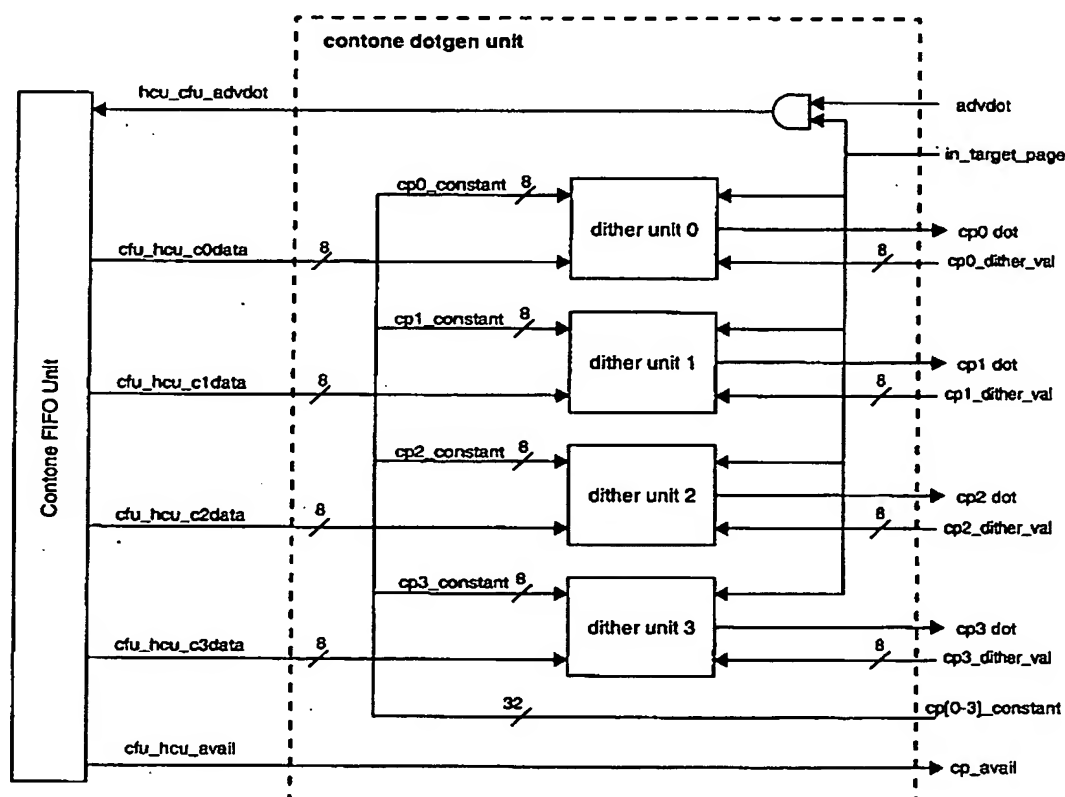 contone dotgen unit
hcu_cfu_advdot
advdot
in_target_page
cp0_constant 8
dither unit 0
cp0 dot
cfu_hcu_c0data 8
8 cp0_dither_val
cp1_constant 8
dither unit 1
cp1 dot
cfu_hcu_c1data 8
8 cp1_dither_val
Contone FIFO Unit
cp2_constant 8
dither unit 2
cp2 dot
cfu_hcu_c2data 8
8 cp2_dither_val
cp3_constant 8
dither unit 3
cp3 dot
cfu_hcu_c3data 8
8 cp3_dither_val
32
cp[0-3]_constant
cfu_hcu_avail
cp_avail